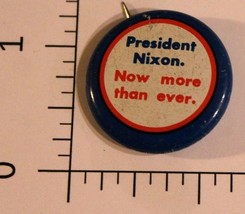 President
Nixon.
Now more
than ever.
1
0